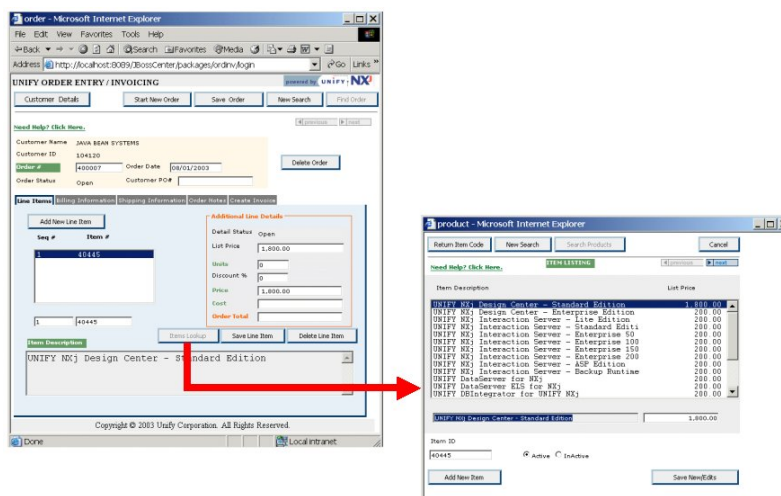 order - Microsoft Internet Explorer
File Edit View Favorites Tools Help
Back Search Favorites Media
Address http://localhost:8089/JBossCenter/packages/ordinv/login Go Links
UNIFY ORDER ENTRY / INVOICING powered by UNIFY NXj
Customer Details Start New Order Save Order New Search Find Order
Need Help? Click Here. previous next
Customer Name JAVA BEAN SYSTEMS
Customer ID 104120
Order # 400007 Order Date 08/01/2003 Delete Order
Order Status Open Customer PO#
Line Items Billing Information Shipping Information Order Notes Create Invoice
Add New Line Item
Seq # Item #
1 40445
1 40445
Additional Line Details
Detail Status Open
List Price 1,800.00
Units 0
Discount % 0
Price 1,800.00
Cost
Order Total
Items Lookup Save Line Item Delete Line Item
Item Description
UNIFY NXj Design Center - Standard Edition
Copyright © 2003 Unify Corporation. All Rights Reserved.
Done Local intranet
product - Microsoft Internet Explorer
Return Item Code New Search Search Products Cancel
Need Help? Click Here. ITEM LISTING previous next
Item Description List Price
UNIFY NXj Design Center - Standard Edition 1,800.00
UNIFY NXj Design Center - Enterprise Edition 200.00
UNIFY NXj Interaction Server - Lite Edition 200.00
UNIFY NXj Interaction Server - Standard Editi 200.00
UNIFY NXj Interaction Server - Enterprise 50 200.00
UNIFY NXj Interaction Server - Enterprise 100 200.00
UNIFY NXj Interaction Server - Enterprise 150 200.00
UNIFY NXj Interaction Server - Enterprise 200 200.00
UNIFY NXj Interaction Server - ASP Edition 200.00
UNIFY NXj Interaction Server - Backup Runtime 200.00
UNIFY DataServer for NXj 200.00
UNIFY DataServer ELS for NXj 200.00
UNIFY DBIntegrator for UNIFY NXj 200.00
UNIFY NXj Design Center - Standard Edition 1,800.00
Item ID
40445 Active InActive
Add New Item Save New/Edits